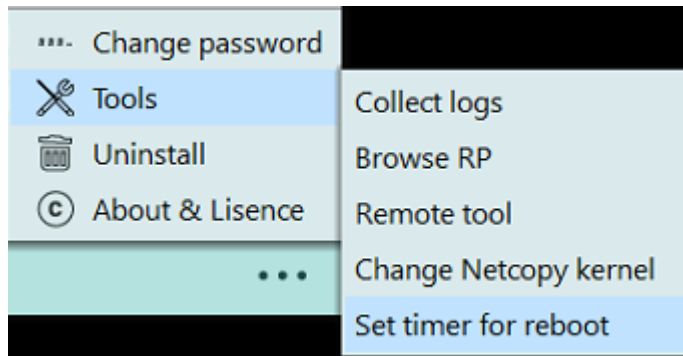 Change password
Tools
Uninstall
About & Lisence
Collect logs
Browse RP
Remote tool
Change Netcopy kernel
Set timer for reboot